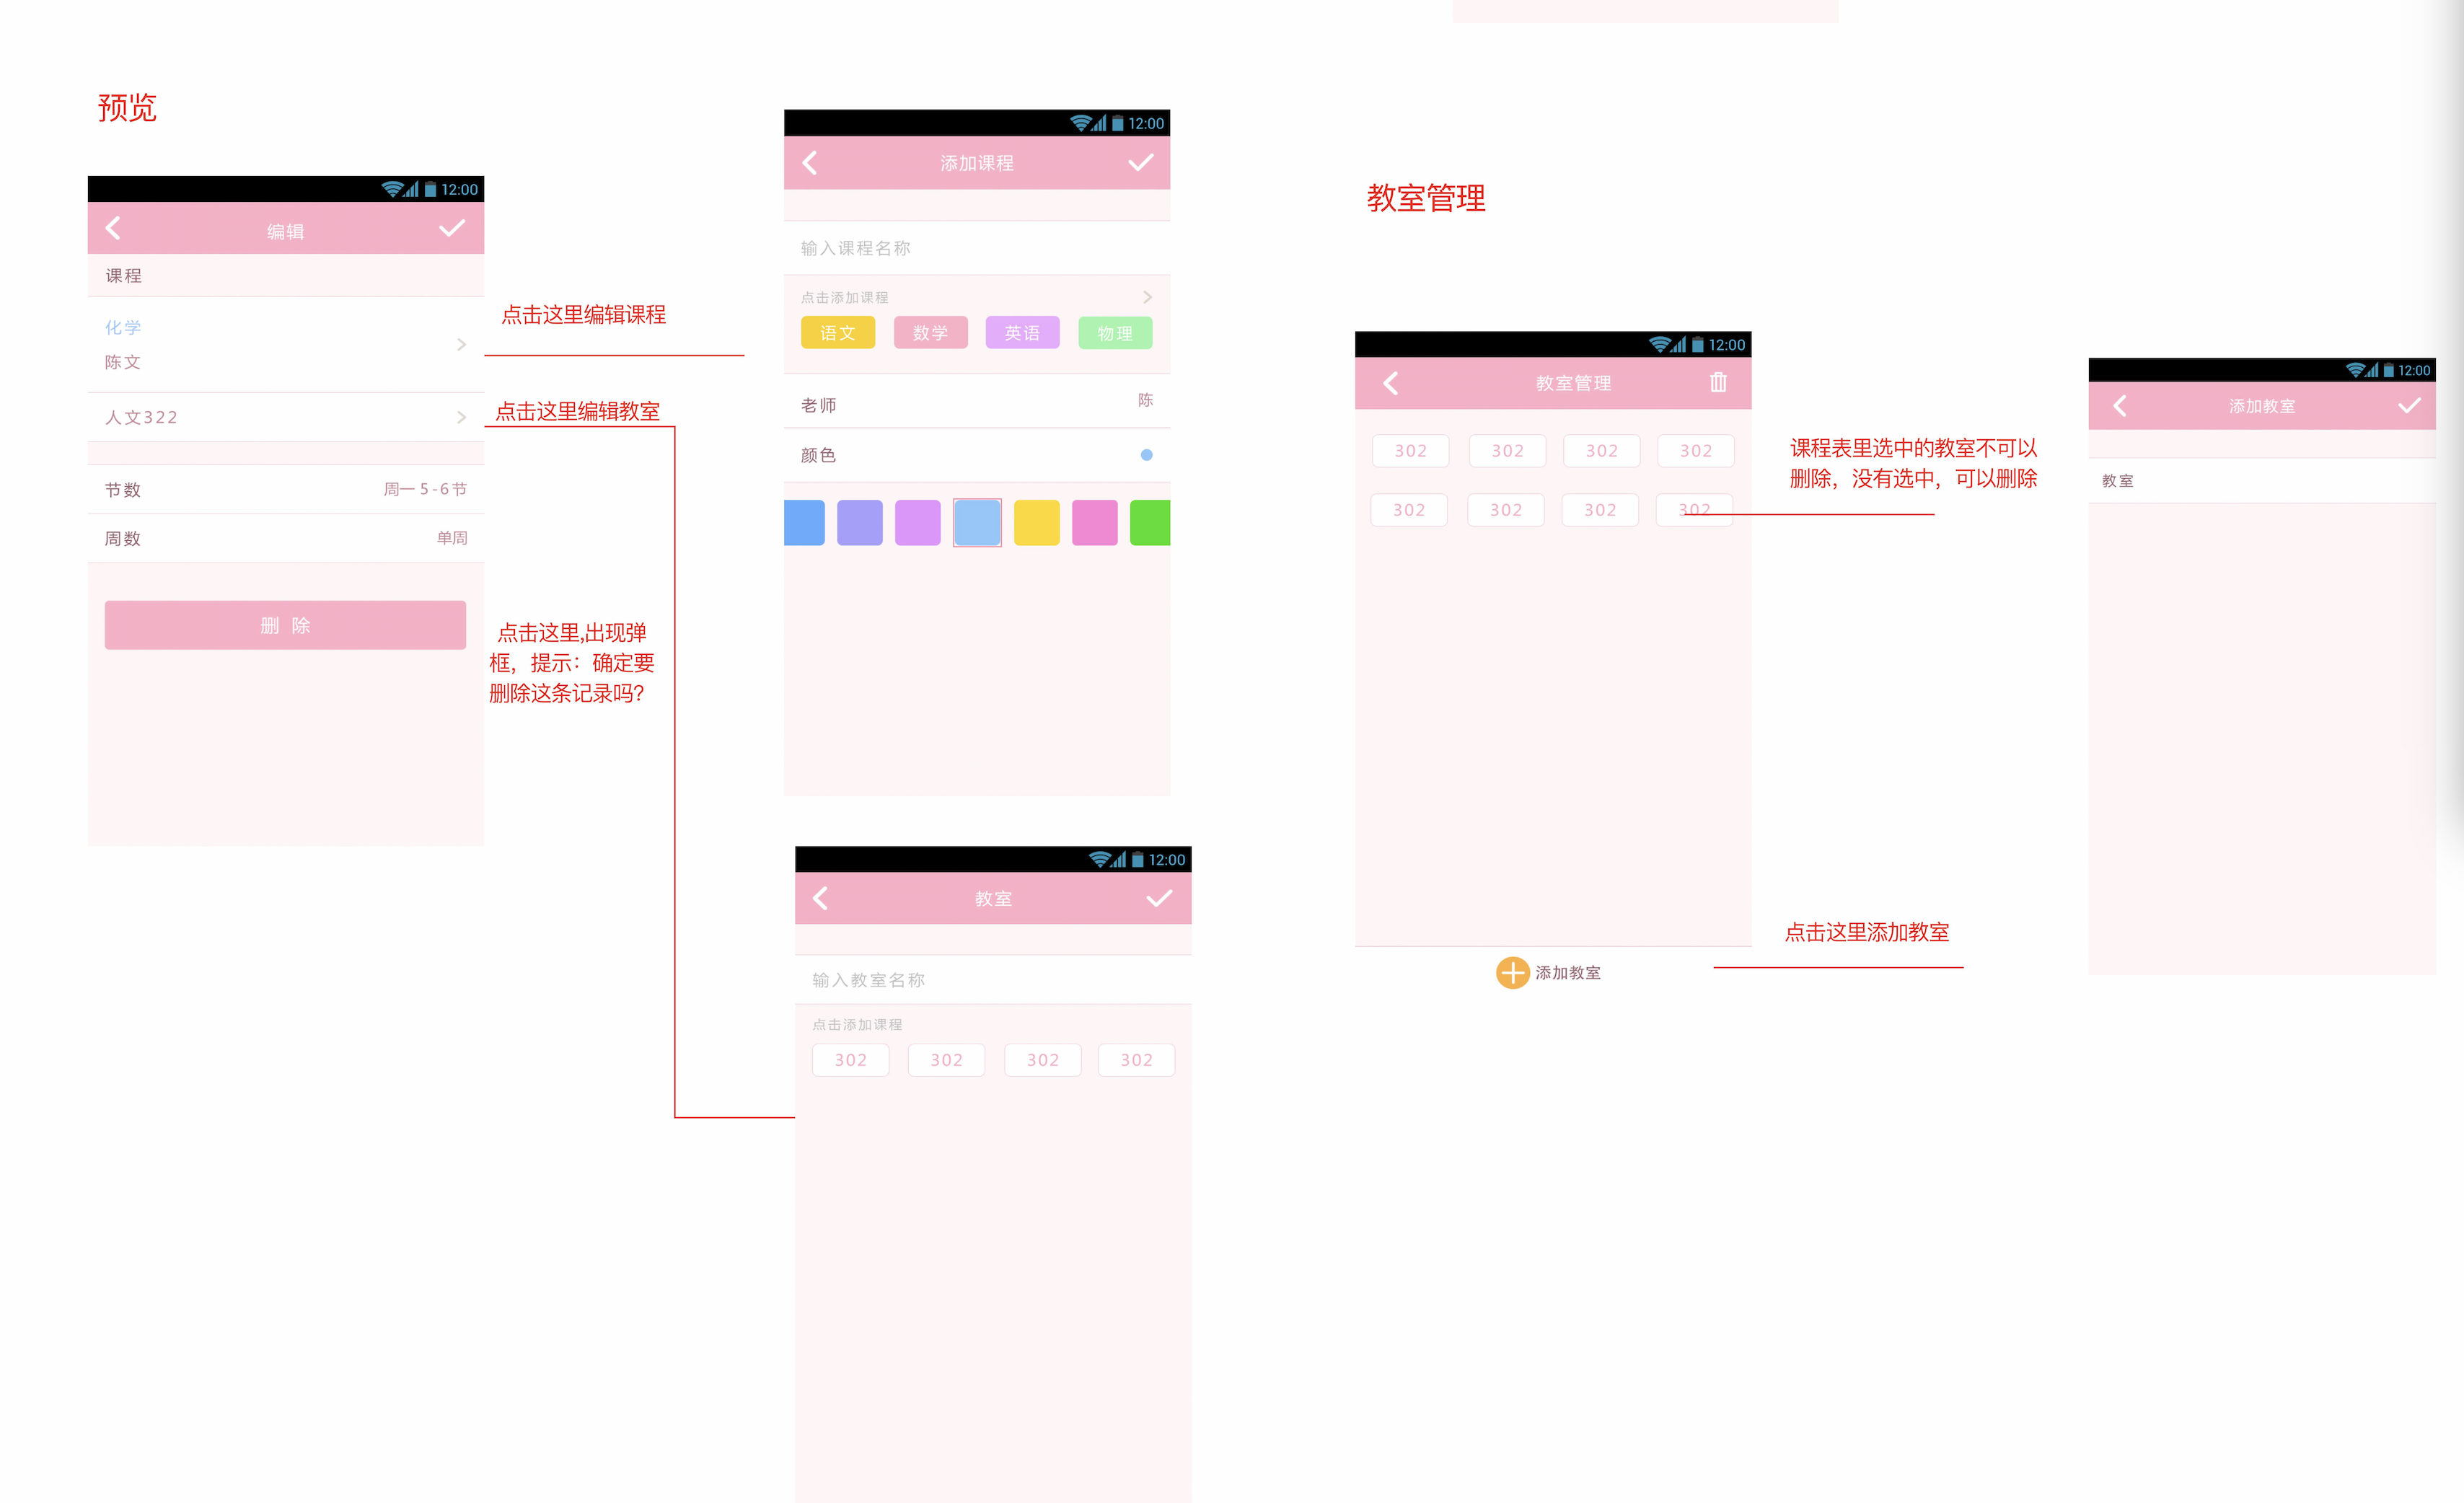 预览
12:00
编辑
课程
化学
陈文
人文322
节数 周一 5-6节
周数 单周
删 除
点击这里编辑课程
点击这里编辑教室
点击这里,出现弹
框，提示：确定要
删除这条记录吗？
12:00
添加课程
输入课程名称
点击添加课程
语文 数学 英语 物理
老师 陈
颜色
12:00
教室
输入教室名称
点击添加课程
302 302 302 302
教室管理
12:00
教室管理
302 302 302 302
302 302 302 302
添加教室
课程表里选中的教室不可以
删除，没有选中，可以删除
点击这里添加教室
12:00
添加教室
教室